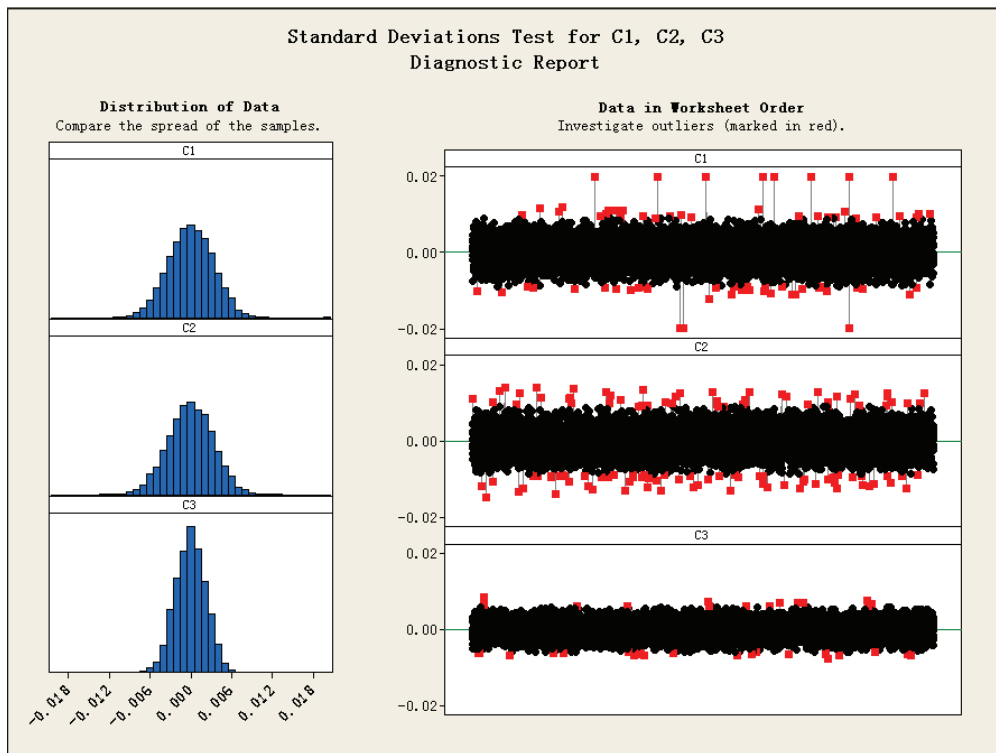 Standard Deviations Test for C1, C2, C3
Diagnostic Report
Distribution of Data
Compare the spread of the samples.
C1
C2
C3
-0.018 -0.012 -0.006 0.000 0.006 0.012 0.018
Data in Worksheet Order
Investigate outliers (marked in red).
C1
0.02
0.00
-0.02
C2
0.02
0.00
-0.02
C3
0.02
0.00
-0.02